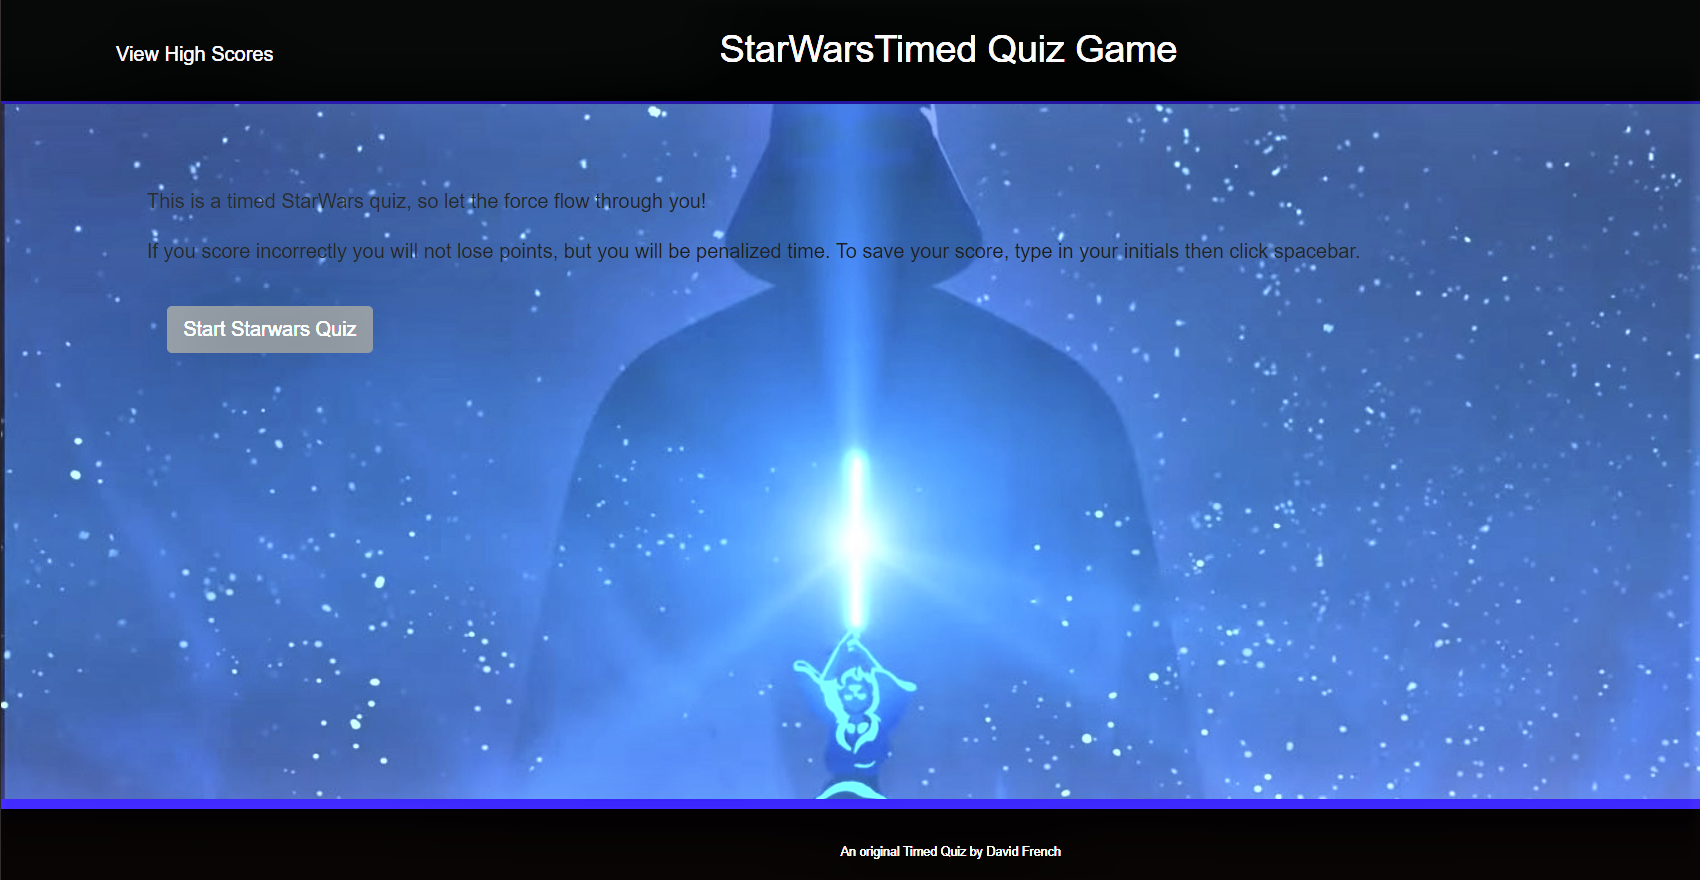 View High Scores
StarWarsTimed Quiz Game
This is a timed StarWars quiz, so let the force flow through you!
If you score incorrectly you will not lose points, but you will be penalized time. To save your score, type in your initials then click spacebar.
Start Starwars Quiz
An original Timed Quiz by David French